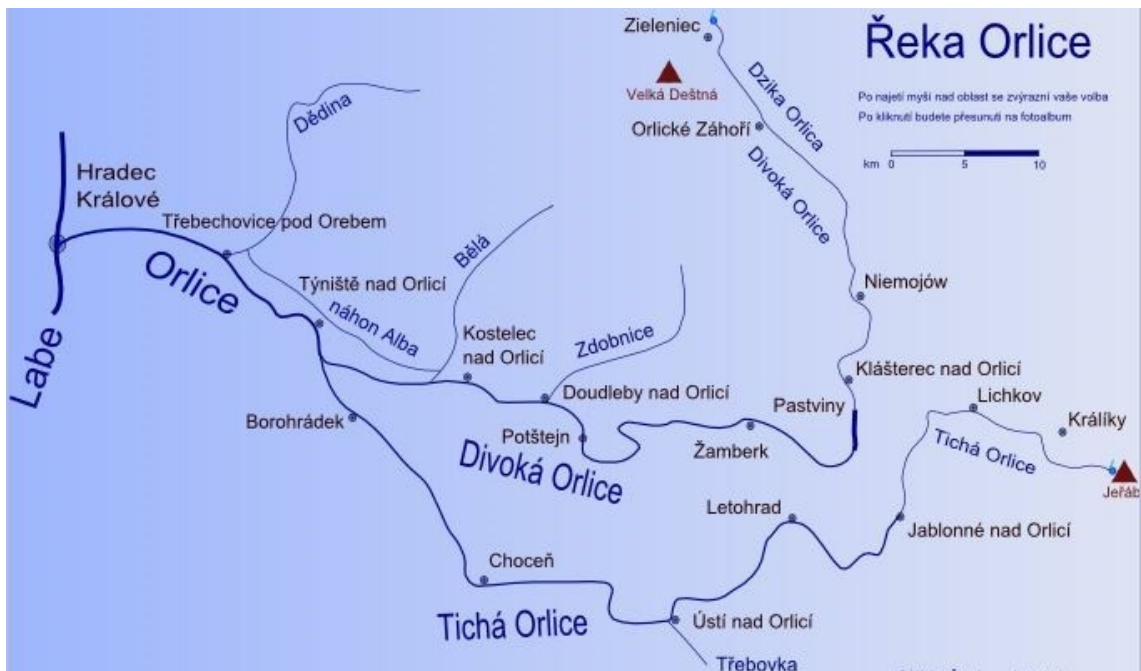 Řeka Orlice
Po najetí myší nad oblast se zvýrazní vaše volba
Po kliknutí budete přesunuti na fotoalbum
km 0 5 10
Zieleniec
Velká Deštná
Dzika Orlica
Orlické Záhoří
Divoká Orlice
Dědina
Hradec
Králové
Třebechovice pod Orebem
Orlice
Týniště nad Orlicí
náhon Alba
Bělá
Kostelec
nad Orlicí
Zdobnice
Niemojów
Labe
Doudleby nad Orlicí
Klášterec nad Orlicí
Pastviny
Lichkov
Králíky
Borohrádek
Potštejn
Žamberk
Tichá Orlice
Divoká Orlice
Jeřáb
Letohrad
Jablonné nad Orlicí
Choceň
Tichá Orlice
Ústí nad Orlicí
Třebovka